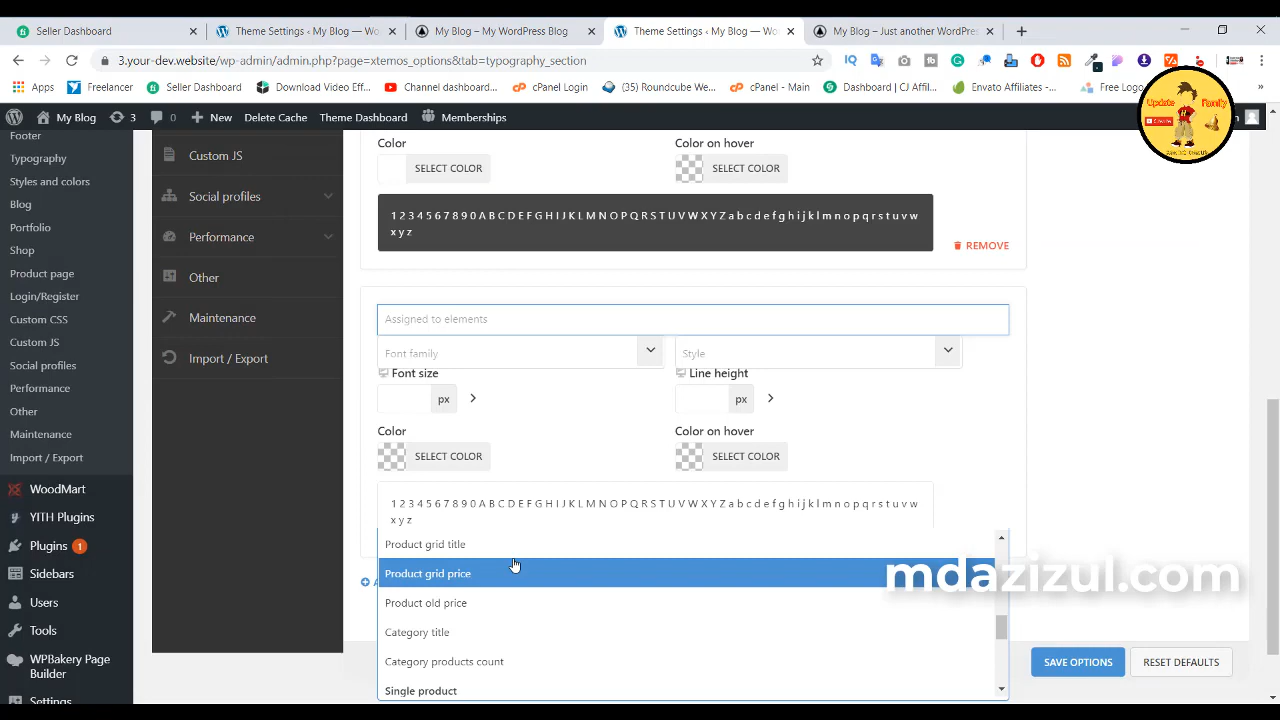 Seller Dashboard
Theme Settings ‹ My Blog — Wo
My Blog – My WordPress Blog
Theme Settings ‹ My Blog — Wo
My Blog – Just another WordPre
3.your-dev.website/wp-admin/admin.php?page=xtemos_options&tab=typography_section
Apps
Freelancer
Seller Dashboard
Download Video Eff...
Channel dashboard...
cPanel Login
(35) Roundcube We...
cPanel - Main
Dashboard | CJ Affil...
Envato Affiliates -...
Free Logo
Update
Family
My Blog
3
0
New
Delete Cache
Theme Dashboard
Memberships
Footer
Typography
Styles and colors
Blog
Portfolio
Shop
Product page
Login/Register
Custom CSS
Custom JS
Social profiles
Performance
Other
Maintenance
Import / Export
WoodMart
YITH Plugins
Plugins 1
Sidebars
Users
Tools
WPBakery Page
Builder
Settings
Custom JS
Social profiles
Performance
Other
Maintenance
Import / Export
Color
Color on hover
SELECT COLOR
SELECT COLOR
1 2 3 4 5 6 7 8 9 0 A B C D E F G H I J K L M N O P Q R S T U V W X Y Z a b c d e f g h i j k l m n o p q r s t u v w
x y z
REMOVE
Assigned to elements
Font family
Style
Font size
Line height
px
px
Color
Color on hover
SELECT COLOR
SELECT COLOR
1 2 3 4 5 6 7 8 9 0 A B C D E F G H I J K L M N O P Q R S T U V W X Y Z a b c d e f g h i j k l m n o p q r s t u v w
x y z
Product grid title
Product grid price
Product old price
Category title
Category products count
Single product
mdazizul.com
SAVE OPTIONS
RESET DEFAULTS